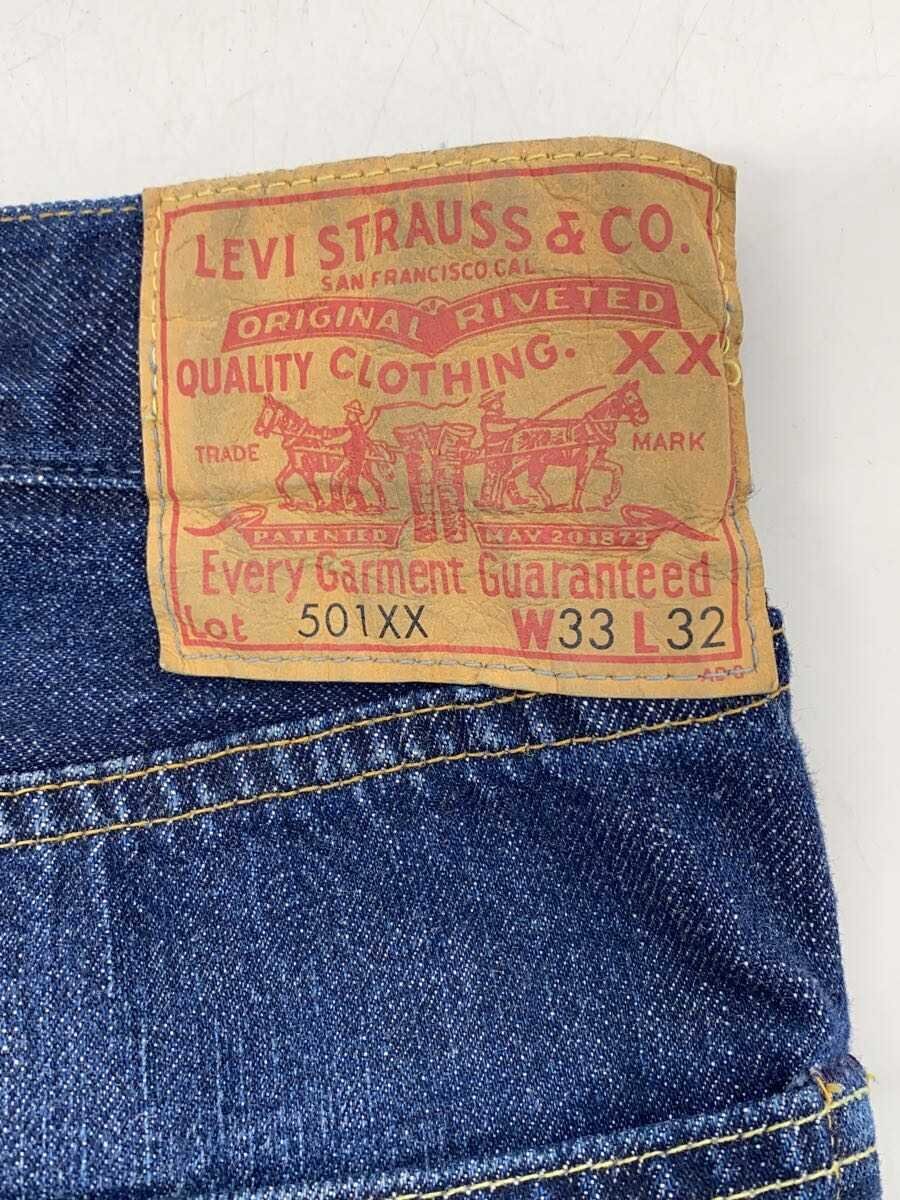 LEVI STRAUSS & CO.
SAN FRANCISCO, CAL.
ORIGINAL RIVETED
QUALITY CLOTHING. XX
TRADE MARK
PATENTED MAY 20 1873
Every Garment Guaranteed
Lot 501XX W33 L32